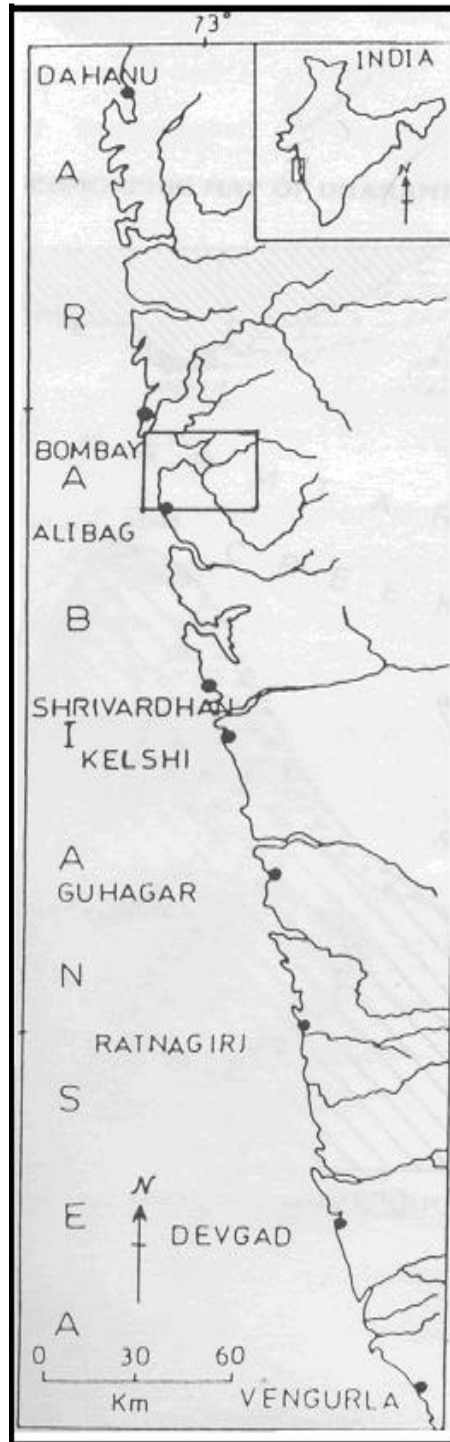 73°
INDIA
N
DAHANU
BOMBAY
ALIBAG
SHRIVARDHAN
KELSHI
GUHAGAR
RATNAGIRI
DEVGAD
VENGURLA
A
R
A
B
I
A
N
S
E
A
N
0 30 60
Km